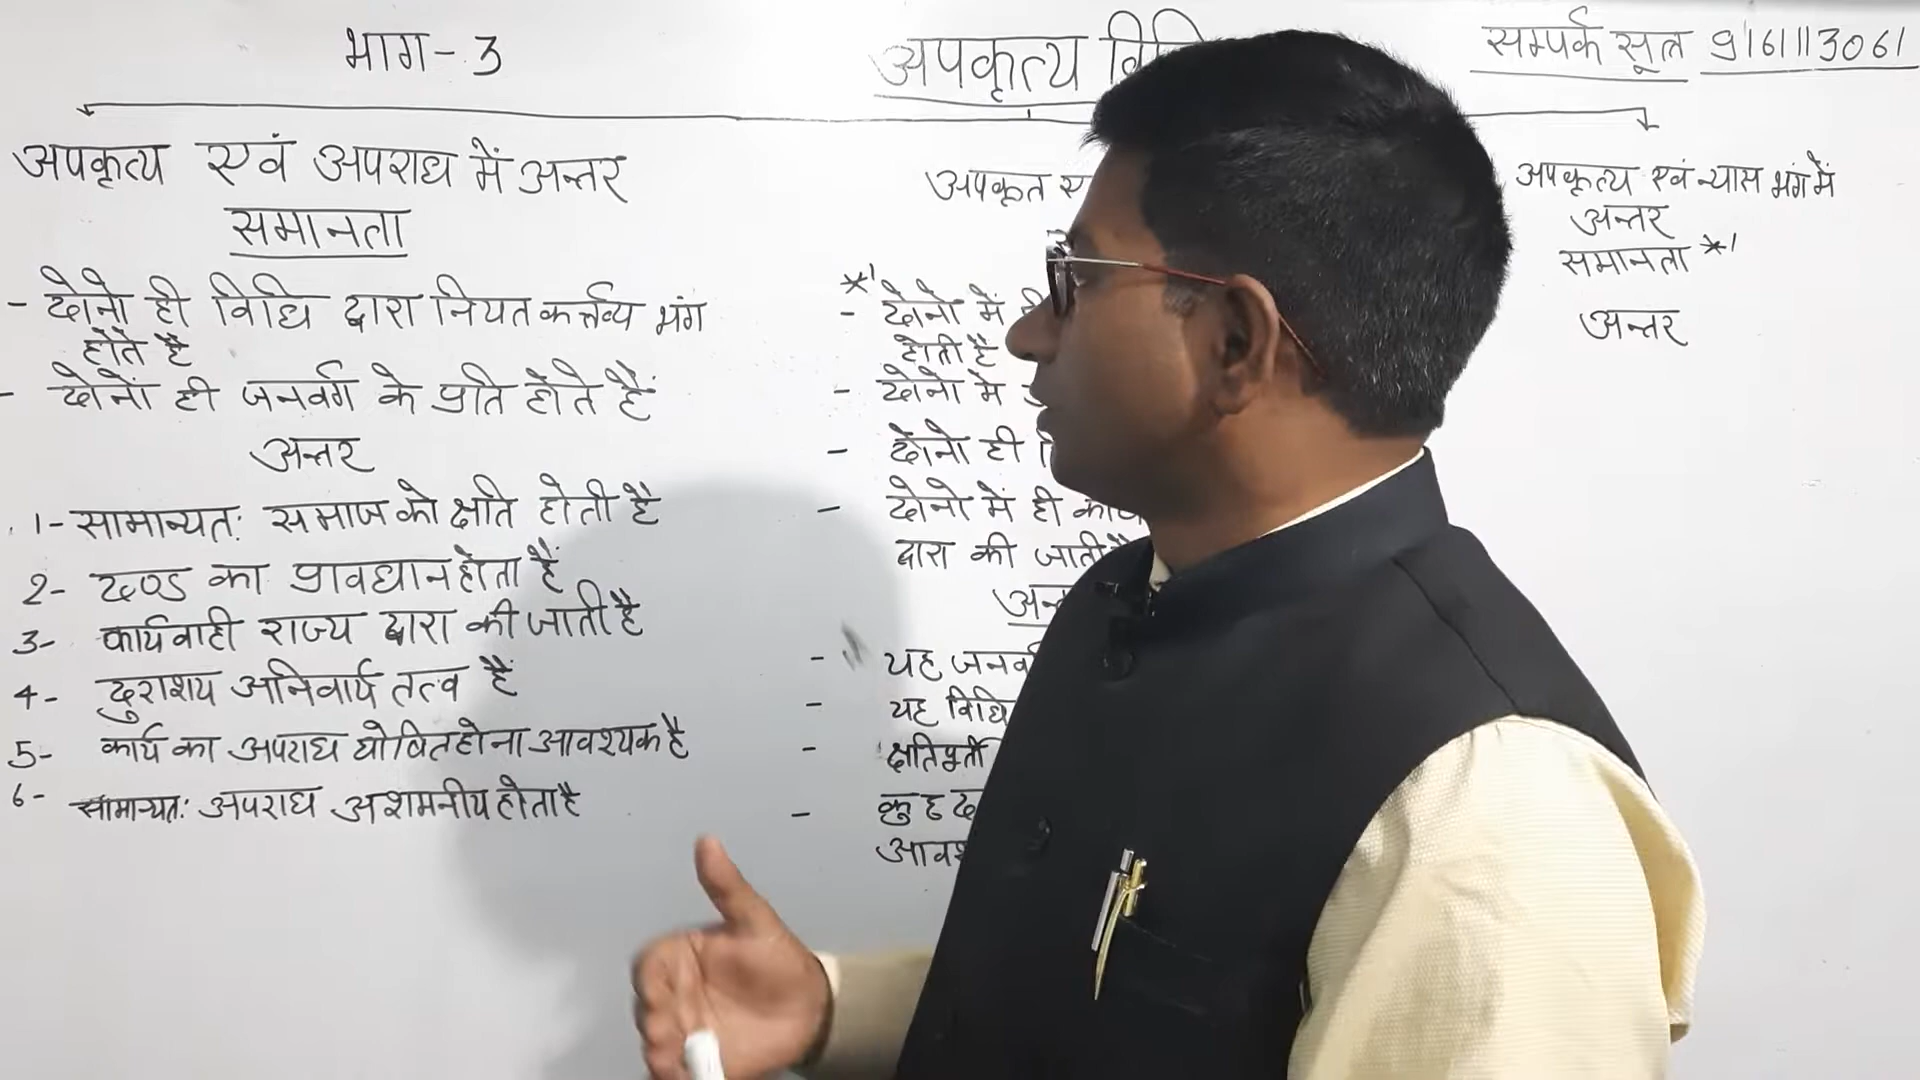 भाग-3
अपकृत्य
सम्पर्क सूत्र 9161113061
अपकृत्य एवं अपराध में अन्तर
समानता
- दोनो ही विधि द्वारा नियत कर्त्तव्य भंग
होते है
- दोनों ही जनवर्ग के प्रति होते हैं
अन्तर
1- सामान्यत: समाज को क्षति होती है
2- दण्ड का प्रावधान होता हैं
3- कार्यवाही राज्य द्वारा की जाती है
4- दुराशय अनिवार्य तत्व हैं
5- कार्य का अपराध घोषित होना आवश्यक है
6- सामान्यत: अपराध अशमनीय होता है
अपकृत
*1
- दोनो में
होती है
- दोनो मे
- दोनो ही
- दोनो में ही
द्वारा की जाती है
- यह
- यह विधि
- क्षतिपूर्ती
-
अपकृत्य एवं न्यास भंग में
अन्तर
समानता *1
अन्तर